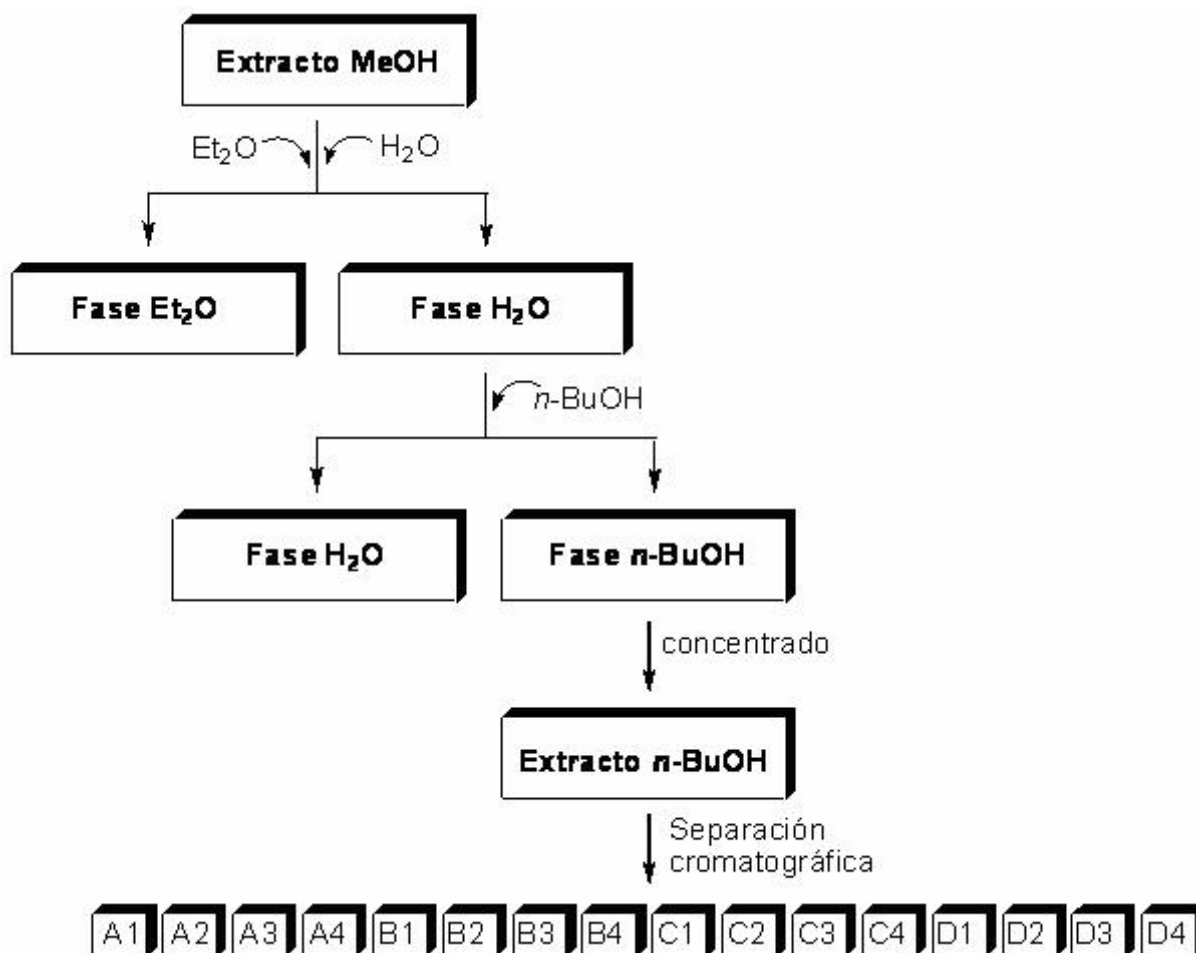 Extracto MeOH
Et₂O H₂O
Fase Et₂O Fase H₂O
n-BuOH
Fase H₂O Fase n-BuOH
concentrado
Extracto n-BuOH
Separación
cromatográfica
A1 A2 A3 A4 B1 B2 B3 B4 C1 C2 C3 C4 D1 D2 D3 D4